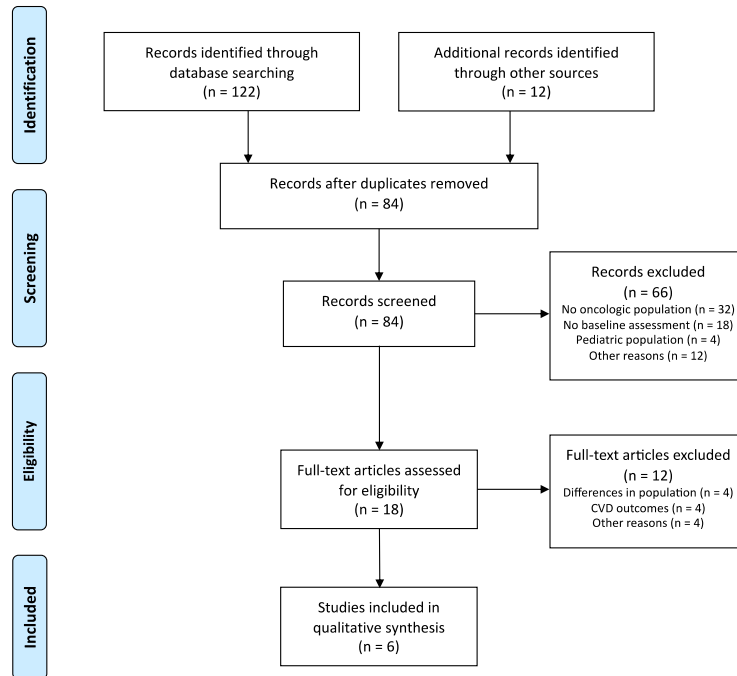 Identification
Records identified through
database searching
(n = 122)
Additional records identified
through other sources
(n = 12)
Records after duplicates removed
(n = 84)
Screening
Records screened
(n = 84)
Records excluded
(n = 66)
No oncologic population (n = 32)
No baseline assessment (n = 18)
Pediatric population (n = 4)
Other reasons (n = 12)
Eligibility
Full-text articles assessed
for eligibility
(n = 18)
Full-text articles excluded
(n = 12)
Differences in population (n = 4)
CVD outcomes (n = 4)
Other reasons (n = 4)
Included
Studies included in
qualitative synthesis
(n = 6)